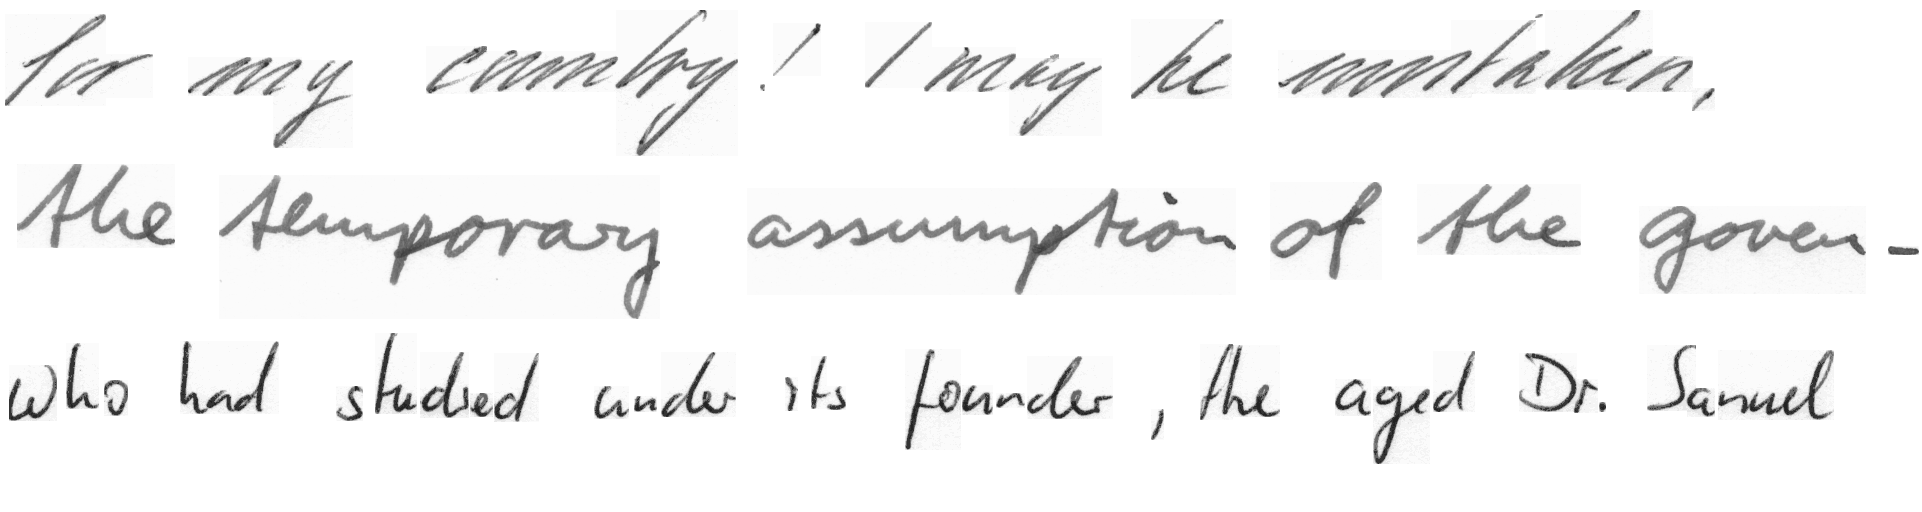 for my country! I may be mistaken,
the temporary assumption of the goven-
who had studied under its founder, the aged Dr. Samuel